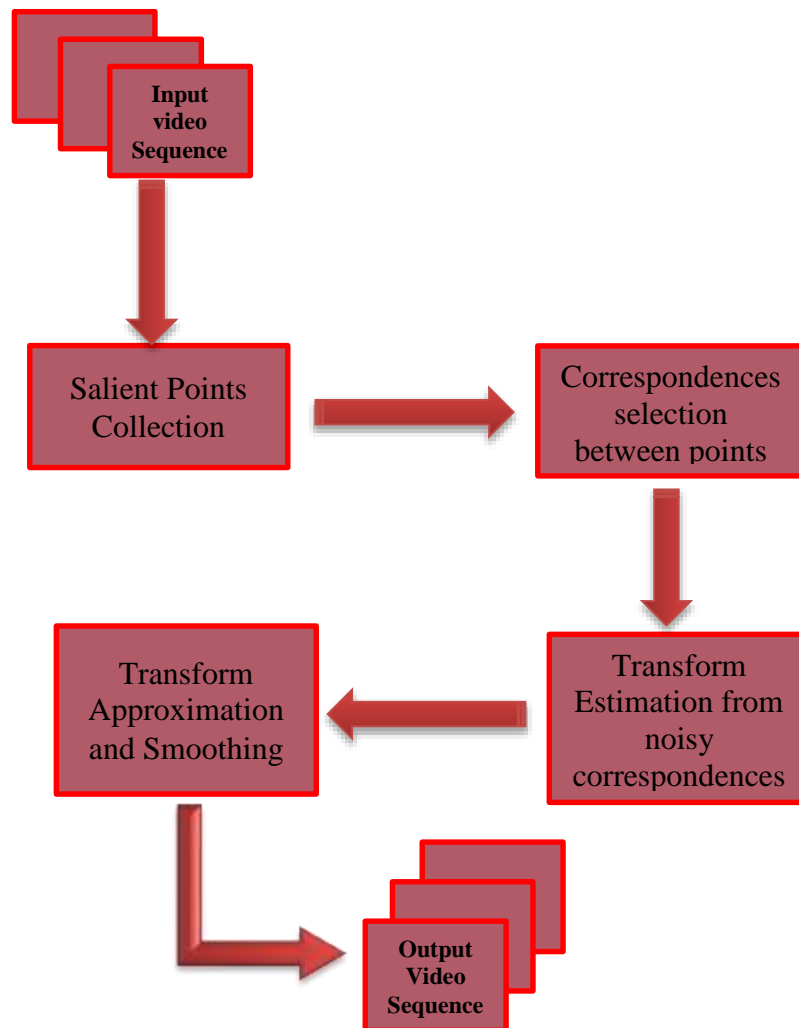 Input
video
Sequence
Salient Points
Collection
Correspondences
selection
between points
Transform
Estimation from
noisy
correspondences
Transform
Approximation
and Smoothing
Output
Video
Sequence